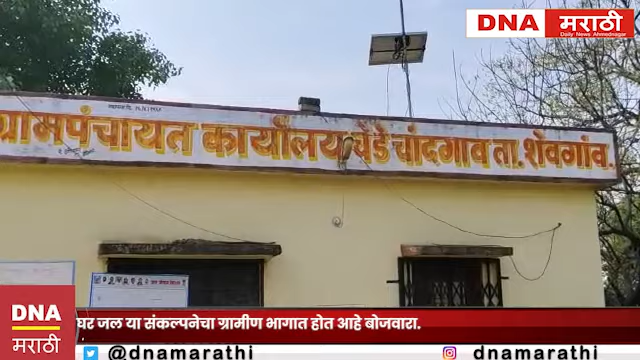 DNA मराठी
Daily News Ahmednagar
ग्रामपंचायत कार्यालय वेडे चांदगाव ता. शेवगांव.
DNA
मराठी
घर जल या संकल्पनेचा ग्रामीण भागात होत आहे बोजवारा.
@dnamarathi
@dnamarathi